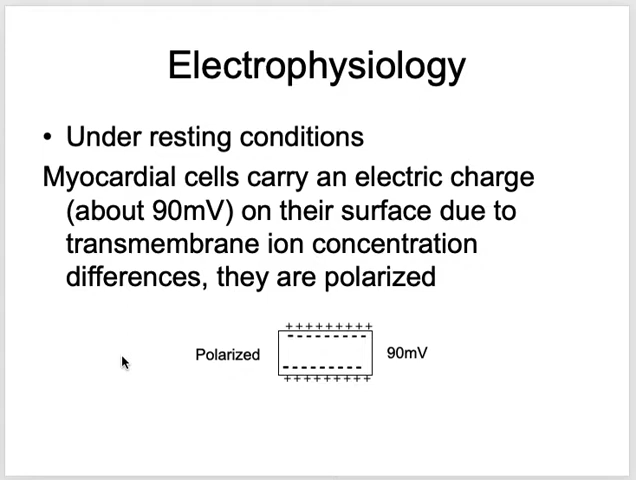 Electrophysiology
• Under resting conditions
Myocardial cells carry an electric charge
(about 90mV) on their surface due to
transmembrane ion concentration
differences, they are polarized
+++++++++
---------
Polarized 90mV
---------
+++++++++